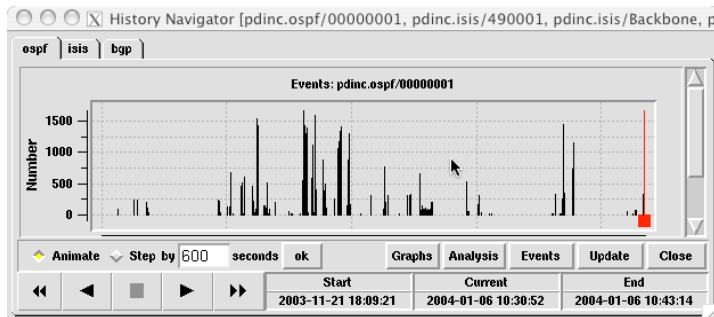 X History Navigator [pdinc.ospf/00000001, pdinc.isis/490001, pdinc.isis/Backbone, p
ospf isis bgp
Events: pdinc.ospf/00000001
Number
1500
1000
500
0
Animate Step by 600 seconds ok Graphs Analysis Events Update Close
Start Current End
2003-11-21 18:09:21 2004-01-06 10:30:52 2004-01-06 10:43:14